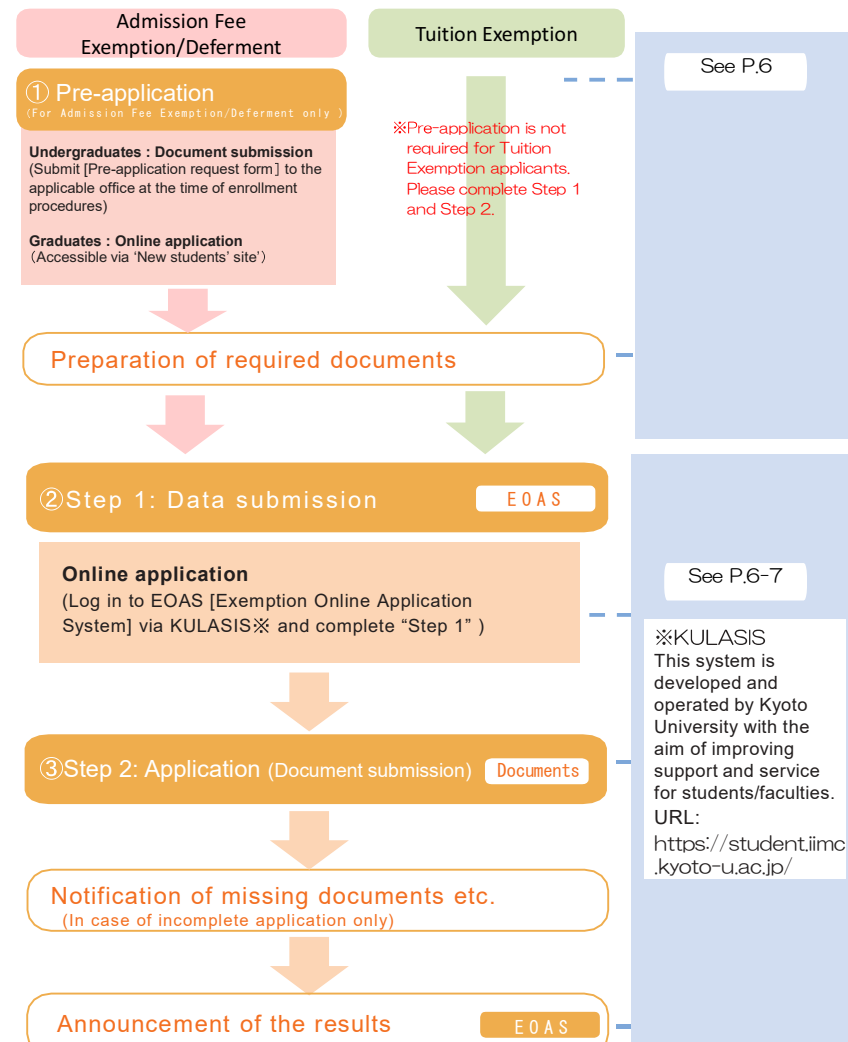 Admission Fee
Exemption/Deferment
Tuition Exemption
See P.6
① Pre-application
(For Admission Fee Exemption/Deferment only )
Undergraduates : Document submission
(Submit [Pre-application request form] to the
applicable office at the time of enrollment
procedures)
Graduates : Online application
(Accessible via ‘New students’ site’)
※Pre-application is not
required for Tuition
Exemption applicants.
Please complete Step 1
and Step 2.
Preparation of required documents
②Step 1: Data submission
EOAS
Online application
(Log in to EOAS [Exemption Online Application
System] via KULASIS※ and complete “Step 1” )
See P.6-7
※KULASIS
This system is
developed and
operated by Kyoto
University with the
aim of improving
support and service
for students/faculties.
URL:
https://student.iimc
.kyoto-u.ac.jp/
③Step 2: Application (Document submission)
Documents
Notification of missing documents etc.
(In case of incomplete application only)
Announcement of the results
EOAS